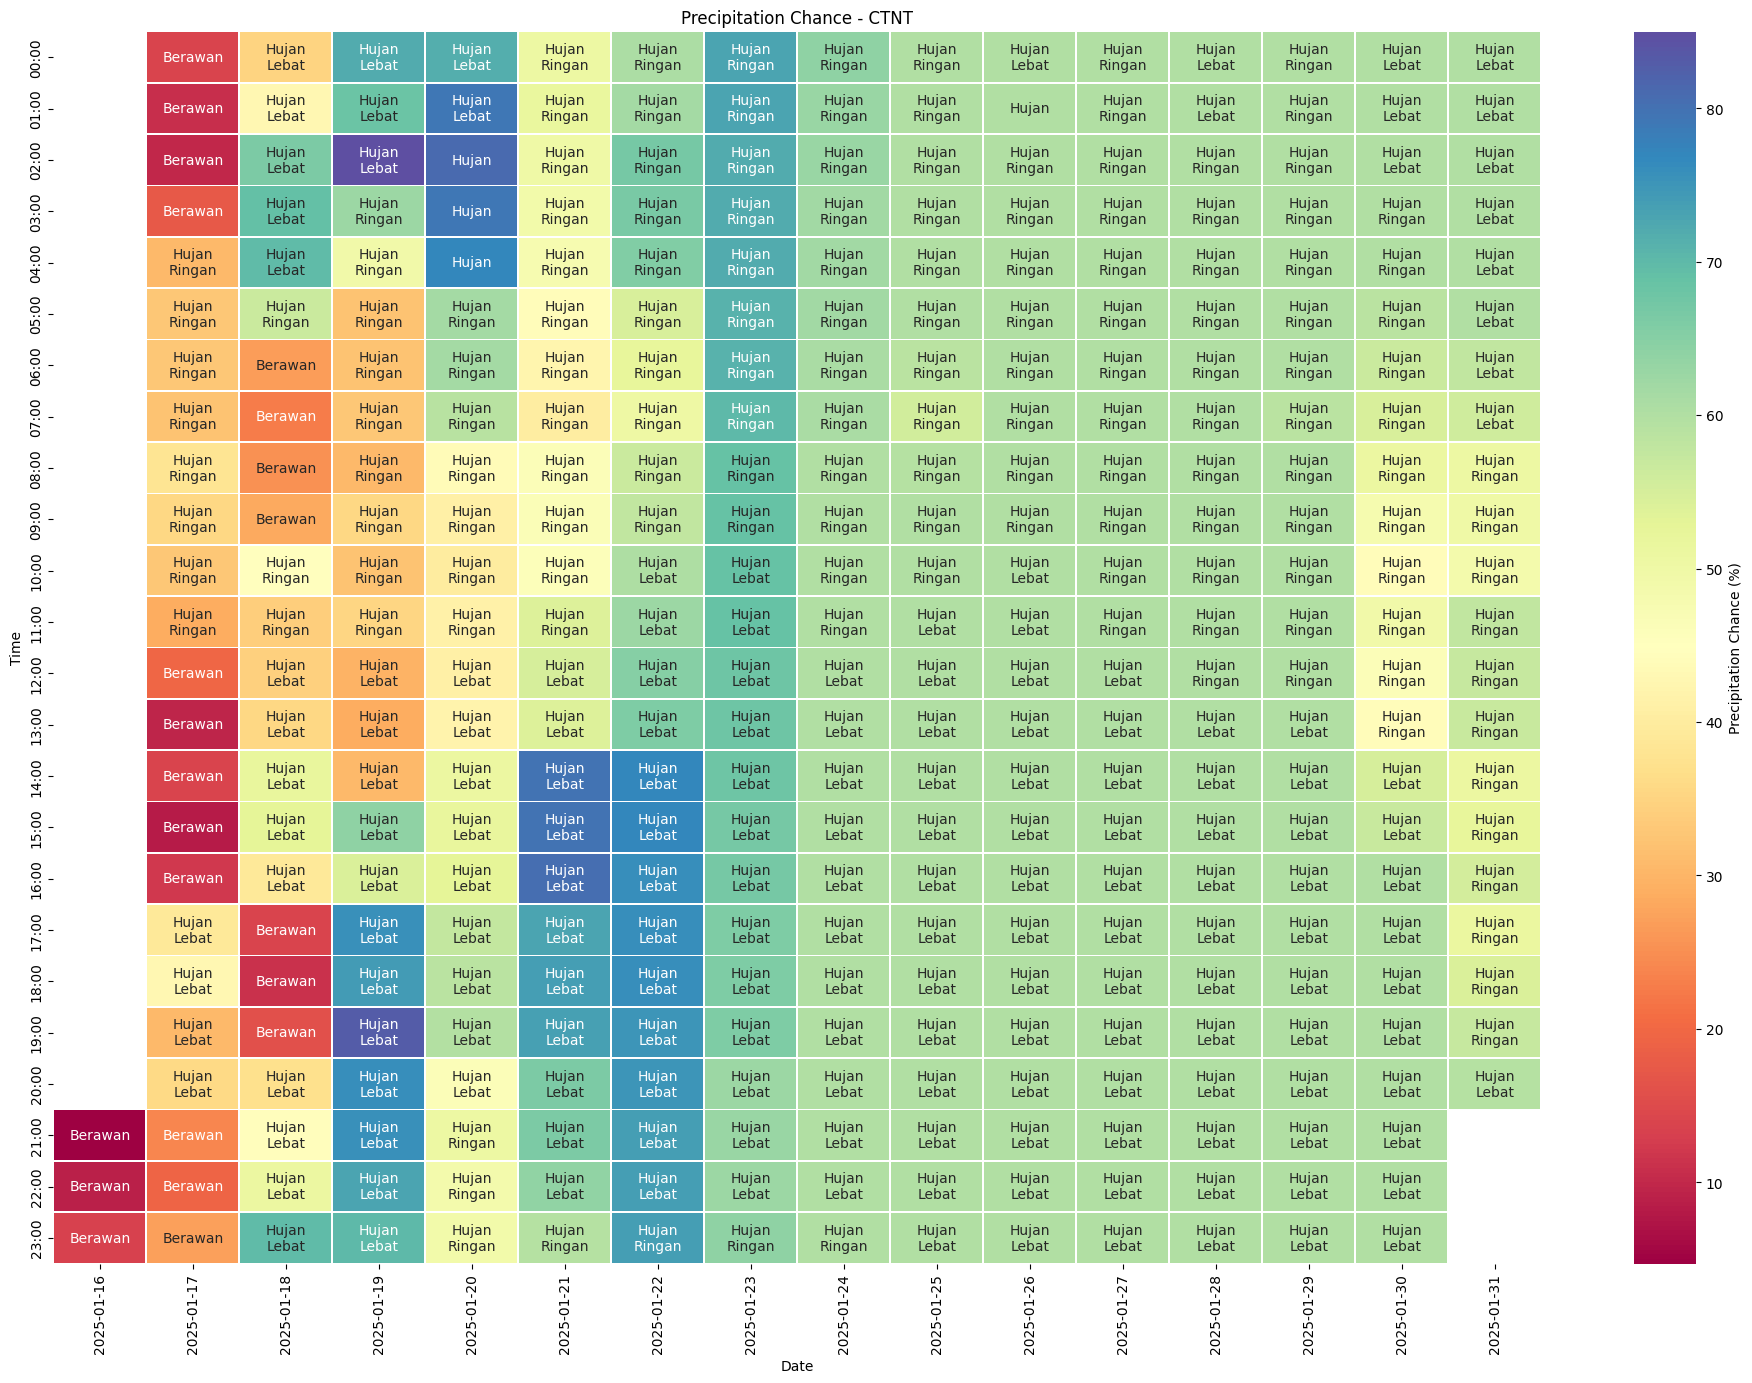 Precipitation Chance - CTNT
00:00 Berawan Hujan Lebat Hujan Lebat Hujan Lebat Hujan Ringan Hujan Ringan Hujan Ringan Hujan Ringan Hujan Ringan Hujan Lebat Hujan Ringan Hujan Lebat Hujan Ringan Hujan Lebat Hujan Lebat
01:00 Berawan Hujan Lebat Hujan Lebat Hujan Lebat Hujan Ringan Hujan Ringan Hujan Ringan Hujan Ringan Hujan Ringan Hujan Hujan Ringan Hujan Lebat Hujan Ringan Hujan Lebat Hujan Lebat
02:00 Berawan Hujan Lebat Hujan Lebat Hujan Hujan Ringan Hujan Ringan Hujan Ringan Hujan Ringan Hujan Ringan Hujan Ringan Hujan Ringan Hujan Ringan Hujan Ringan Hujan Lebat Hujan Lebat
03:00 Berawan Hujan Lebat Hujan Ringan Hujan Hujan Ringan Hujan Ringan Hujan Ringan Hujan Ringan Hujan Ringan Hujan Ringan Hujan Ringan Hujan Ringan Hujan Ringan Hujan Ringan Hujan Lebat
04:00 Hujan Ringan Hujan Lebat Hujan Ringan Hujan Hujan Ringan Hujan Ringan Hujan Ringan Hujan Ringan Hujan Ringan Hujan Ringan Hujan Ringan Hujan Ringan Hujan Ringan Hujan Ringan Hujan Lebat
05:00 Hujan Ringan Hujan Ringan Hujan Ringan Hujan Ringan Hujan Ringan Hujan Ringan Hujan Ringan Hujan Ringan Hujan Ringan Hujan Ringan Hujan Ringan Hujan Ringan Hujan Ringan Hujan Ringan Hujan Lebat
06:00 Hujan Ringan Berawan Hujan Ringan Hujan Ringan Hujan Ringan Hujan Ringan Hujan Ringan Hujan Ringan Hujan Ringan Hujan Ringan Hujan Ringan Hujan Ringan Hujan Ringan Hujan Ringan Hujan Lebat
07:00 Hujan Ringan Berawan Hujan Ringan Hujan Ringan Hujan Ringan Hujan Ringan Hujan Ringan Hujan Ringan Hujan Ringan Hujan Ringan Hujan Ringan Hujan Ringan Hujan Ringan Hujan Ringan Hujan Lebat
08:00 Hujan Ringan Berawan Hujan Ringan Hujan Ringan Hujan Ringan Hujan Ringan Hujan Ringan Hujan Ringan Hujan Ringan Hujan Ringan Hujan Ringan Hujan Ringan Hujan Ringan Hujan Ringan Hujan Ringan
09:00 Hujan Ringan Berawan Hujan Ringan Hujan Ringan Hujan Ringan Hujan Ringan Hujan Ringan Hujan Ringan Hujan Ringan Hujan Ringan Hujan Ringan Hujan Ringan Hujan Ringan Hujan Ringan Hujan Ringan
10:00 Hujan Ringan Hujan Ringan Hujan Ringan Hujan Ringan Hujan Ringan Hujan Lebat Hujan Lebat Hujan Ringan Hujan Ringan Hujan Lebat Hujan Ringan Hujan Ringan Hujan Ringan Hujan Ringan Hujan Ringan
11:00 Hujan Ringan Hujan Ringan Hujan Ringan Hujan Ringan Hujan Ringan Hujan Lebat Hujan Lebat Hujan Ringan Hujan Lebat Hujan Lebat Hujan Ringan Hujan Ringan Hujan Ringan Hujan Ringan Hujan Ringan
12:00 Berawan Hujan Lebat Hujan Lebat Hujan Lebat Hujan Lebat Hujan Lebat Hujan Lebat Hujan Lebat Hujan Lebat Hujan Lebat Hujan Lebat Hujan Ringan Hujan Ringan Hujan Ringan Hujan Ringan
13:00 Berawan Hujan Lebat Hujan Lebat Hujan Lebat Hujan Lebat Hujan Lebat Hujan Lebat Hujan Lebat Hujan Lebat Hujan Lebat Hujan Lebat Hujan Lebat Hujan Lebat Hujan Ringan Hujan Ringan
14:00 Berawan Hujan Lebat Hujan Lebat Hujan Lebat Hujan Lebat Hujan Lebat Hujan Lebat Hujan Lebat Hujan Lebat Hujan Lebat Hujan Lebat Hujan Lebat Hujan Lebat Hujan Lebat Hujan Ringan
15:00 Berawan Hujan Lebat Hujan Lebat Hujan Lebat Hujan Lebat Hujan Lebat Hujan Lebat Hujan Lebat Hujan Lebat Hujan Lebat Hujan Lebat Hujan Lebat Hujan Lebat Hujan Lebat Hujan Ringan
16:00 Berawan Hujan Lebat Hujan Lebat Hujan Lebat Hujan Lebat Hujan Lebat Hujan Lebat Hujan Lebat Hujan Lebat Hujan Lebat Hujan Lebat Hujan Lebat Hujan Lebat Hujan Lebat Hujan Ringan
17:00 Hujan Lebat Berawan Hujan Lebat Hujan Lebat Hujan Lebat Hujan Lebat Hujan Lebat Hujan Lebat Hujan Lebat Hujan Lebat Hujan Lebat Hujan Lebat Hujan Lebat Hujan Lebat Hujan Ringan
18:00 Hujan Lebat Berawan Hujan Lebat Hujan Lebat Hujan Lebat Hujan Lebat Hujan Lebat Hujan Lebat Hujan Lebat Hujan Lebat Hujan Lebat Hujan Lebat Hujan Lebat Hujan Lebat Hujan Ringan
19:00 Hujan Lebat Berawan Hujan Lebat Hujan Lebat Hujan Lebat Hujan Lebat Hujan Lebat Hujan Lebat Hujan Lebat Hujan Lebat Hujan Lebat Hujan Lebat Hujan Lebat Hujan Lebat Hujan Ringan
20:00 Hujan Lebat Hujan Lebat Hujan Lebat Hujan Lebat Hujan Lebat Hujan Lebat Hujan Lebat Hujan Lebat Hujan Lebat Hujan Lebat Hujan Lebat Hujan Lebat Hujan Lebat Hujan Lebat Hujan Lebat
21:00 Berawan Berawan Hujan Lebat Hujan Lebat Hujan Ringan Hujan Lebat Hujan Lebat Hujan Lebat Hujan Lebat Hujan Lebat Hujan Lebat Hujan Lebat Hujan Lebat Hujan Lebat Hujan Lebat
22:00 Berawan Berawan Hujan Lebat Hujan Lebat Hujan Ringan Hujan Lebat Hujan Lebat Hujan Lebat Hujan Lebat Hujan Lebat Hujan Lebat Hujan Lebat Hujan Lebat Hujan Lebat Hujan Lebat
23:00 Berawan Berawan Hujan Lebat Hujan Lebat Hujan Ringan Hujan Ringan Hujan Ringan Hujan Ringan Hujan Ringan Hujan Lebat Hujan Lebat Hujan Lebat Hujan Lebat Hujan Lebat Hujan Lebat
Time
2025-01-16 2025-01-17 2025-01-18 2025-01-19 2025-01-20 2025-01-21 2025-01-22 2025-01-23 2025-01-24 2025-01-25 2025-01-26 2025-01-27 2025-01-28 2025-01-29 2025-01-30 2025-01-31
Date
80
70
60
50
40
30
20
10
Precipitation Chance (%)